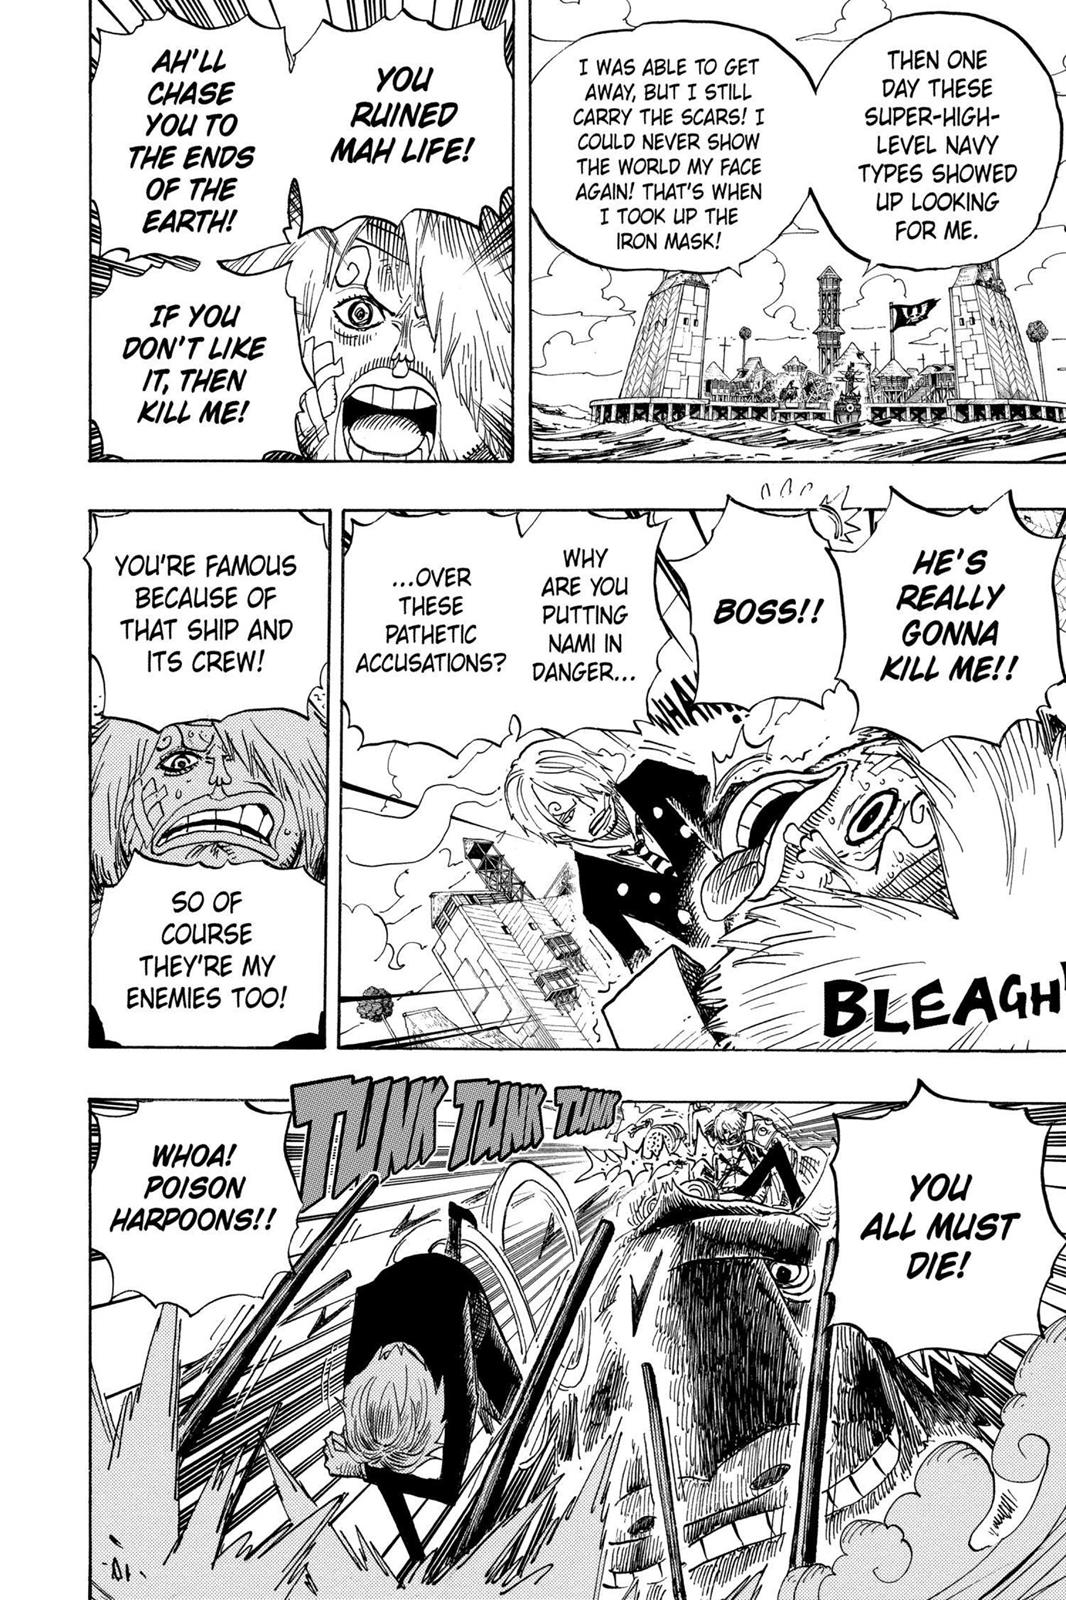 THEN ONE
DAY THESE
SUPER-HIGH-
LEVEL NAVY
TYPES SHOWED
UP LOOKING
FOR ME.
I WAS ABLE TO GET
AWAY, BUT I STILL
CARRY THE SCARS! I
COULD NEVER SHOW
THE WORLD MY FACE
AGAIN! THAT'S WHEN
I TOOK UP THE
IRON MASK!
YOU
RUINED
MAH LIFE!
AH'LL
CHASE
YOU TO
THE ENDS
OF THE
EARTH!
IF YOU
DON'T LIKE
IT, THEN
KILL ME!
HE'S
REALLY
GONNA
KILL ME!!
BOSS!!
WHY
ARE YOU
PUTTING
NAMI IN
DANGER...
...OVER
THESE
PATHETIC
ACCUSATIONS?
BLEAGH
YOU'RE FAMOUS
BECAUSE OF
THAT SHIP AND
ITS CREW!
SO OF
COURSE
THEY'RE MY
ENEMIES TOO!
YOU
ALL MUST
DIE!
TUNK TUNK TUNK
WHOA!
POISON
HARPOONS!!